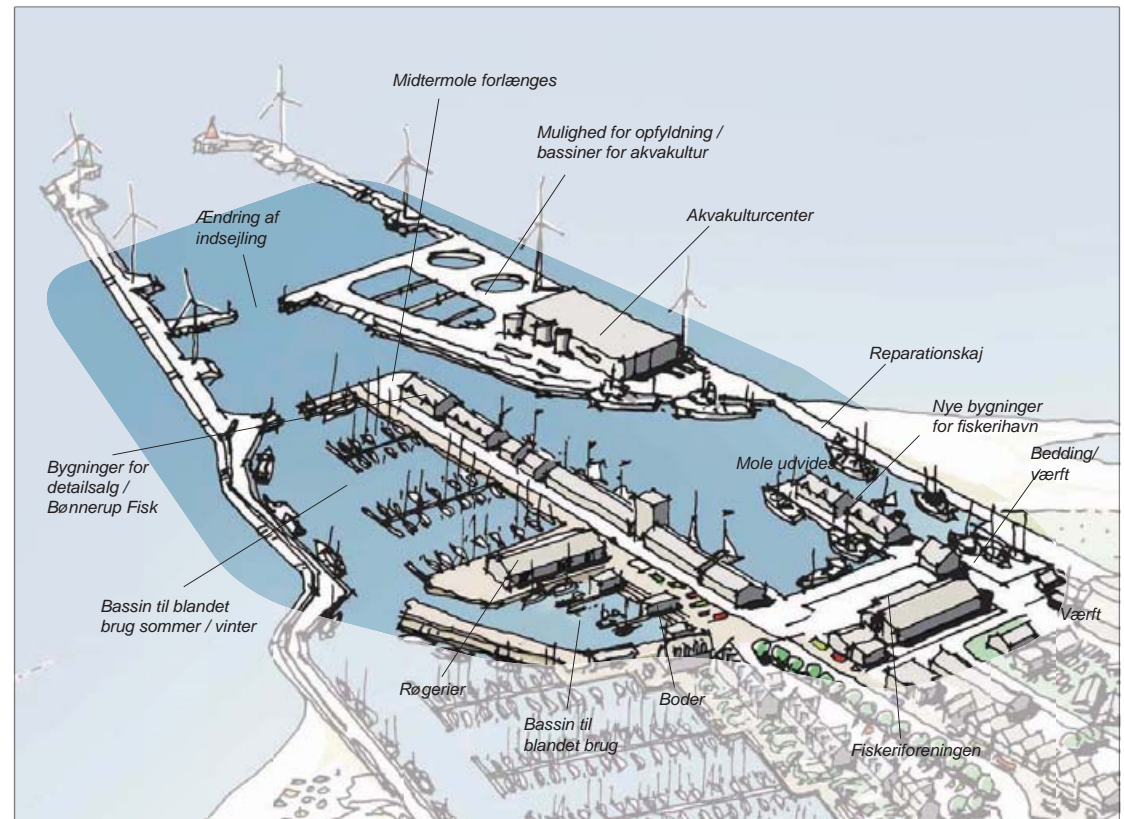 Midtermole forlænges
Mulighed for opfyldning /
bassiner for akvakultur
Ændring af
indsejling
Akvakulturcenter
Reparationskaj
Nye bygninger
for fiskerihavn
Bedding/
værft
Mole udvides
Bygninger for
detailsalg /
Bønnerup Fisk
Bassin til blandet
brug sommer / vinter
Værft
Røgerier
Boder
Bassin til
blandet brug
Fiskeriforeningen